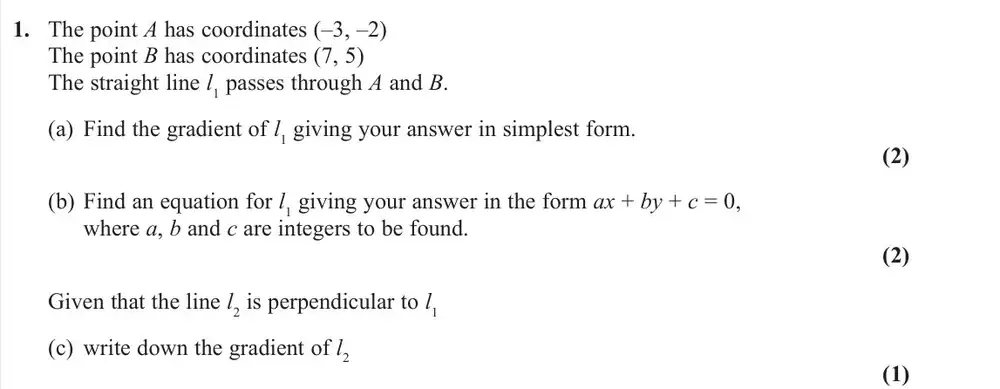 1. The point A has coordinates (–3, –2)
The point B has coordinates (7, 5)
The straight line l₁ passes through A and B.
(a) Find the gradient of l₁ giving your answer in simplest form.
(2)
(b) Find an equation for l₁ giving your answer in the form ax + by + c = 0,
where a, b and c are integers to be found.
(2)
Given that the line l₂ is perpendicular to l₁
(c) write down the gradient of l₂
(1)